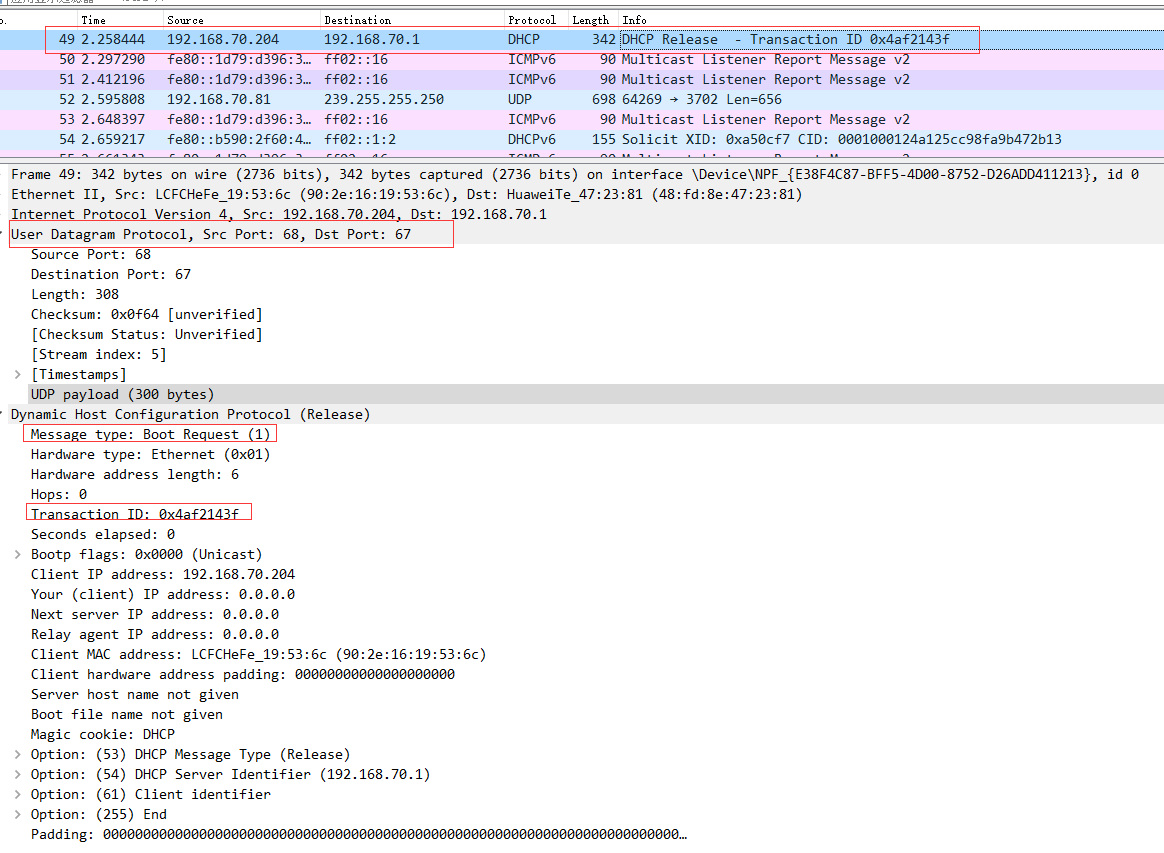 o. Time Source Destination Protocol Length Info
49 2.258444 192.168.70.204 192.168.70.1 DHCP 342 DHCP Release - Transaction ID 0x4af2143f
50 2.297290 fe80::1d79:d396:3… ff02::16 ICMPv6 90 Multicast Listener Report Message v2
51 2.412196 fe80::1d79:d396:3… ff02::16 ICMPv6 90 Multicast Listener Report Message v2
52 2.595808 192.168.70.81 239.255.255.250 UDP 698 64269 → 3702 Len=656
53 2.648397 fe80::1d79:d396:3… ff02::16 ICMPv6 90 Multicast Listener Report Message v2
54 2.659217 fe80::b590:2f60:4… ff02::1:2 DHCPv6 155 Solicit XID: 0xa50cf7 CID: 0001000124a125cc98fa9b472b13
Frame 49: 342 bytes on wire (2736 bits), 342 bytes captured (2736 bits) on interface \Device\NPF_{E38F4C87-BFF5-4D00-8752-D26ADD411213}, id 0
Ethernet II, Src: LCFCHeFe_19:53:6c (90:2e:16:19:53:6c), Dst: HuaweiTe_47:23:81 (48:fd:8e:47:23:81)
Internet Protocol Version 4, Src: 192.168.70.204, Dst: 192.168.70.1
User Datagram Protocol, Src Port: 68, Dst Port: 67
Source Port: 68
Destination Port: 67
Length: 308
Checksum: 0x0f64 [unverified]
[Checksum Status: Unverified]
[Stream index: 5]
[Timestamps]
UDP payload (300 bytes)
Dynamic Host Configuration Protocol (Release)
Message type: Boot Request (1)
Hardware type: Ethernet (0x01)
Hardware address length: 6
Hops: 0
Transaction ID: 0x4af2143f
Seconds elapsed: 0
Bootp flags: 0x0000 (Unicast)
Client IP address: 192.168.70.204
Your (client) IP address: 0.0.0.0
Next server IP address: 0.0.0.0
Relay agent IP address: 0.0.0.0
Client MAC address: LCFCHeFe_19:53:6c (90:2e:16:19:53:6c)
Client hardware address padding: 00000000000000000000
Server host name not given
Boot file name not given
Magic cookie: DHCP
Option: (53) DHCP Message Type (Release)
Option: (54) DHCP Server Identifier (192.168.70.1)
Option: (61) Client identifier
Option: (255) End
Padding: 000000000000000000000000000000000000000000000000000000000000000000000000…